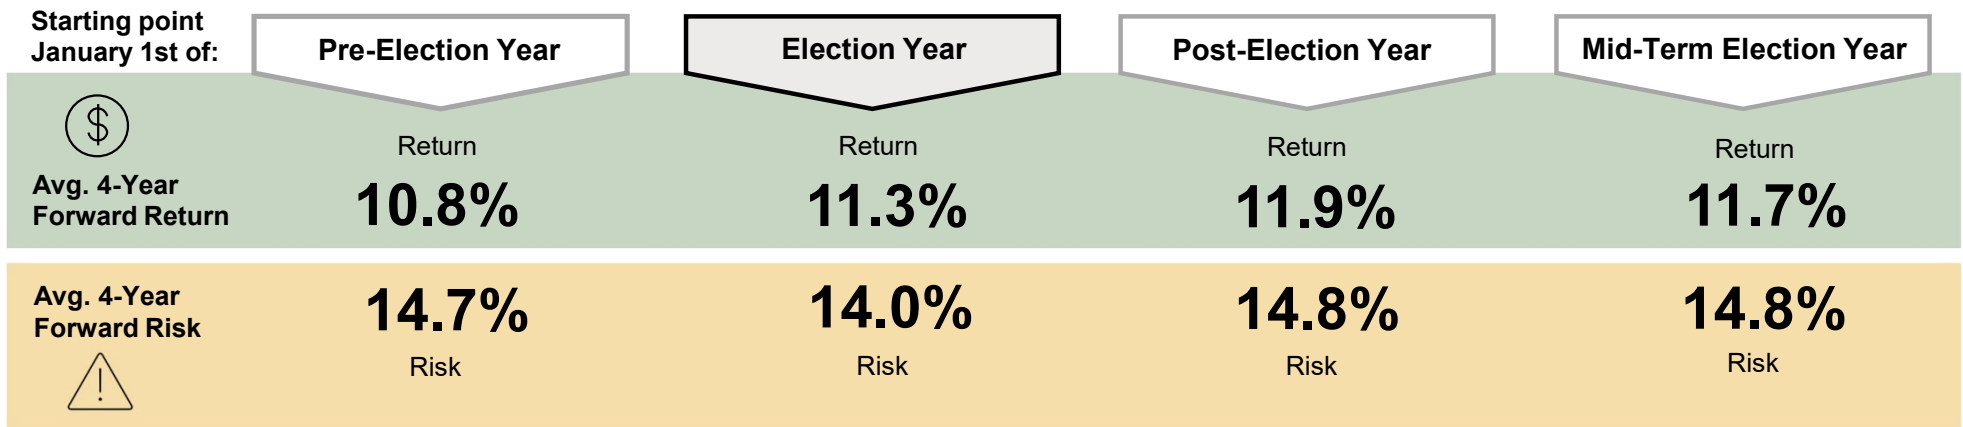 Starting point
January 1st of:
Pre-Election Year
Election Year
Post-Election Year
Mid-Term Election Year
$
Avg. 4-Year
Forward Return
Return
10.8%
Return
11.3%
Return
11.9%
Return
11.7%
Avg. 4-Year
Forward Risk
!
14.7%
Risk
14.0%
Risk
14.8%
Risk
14.8%
Risk